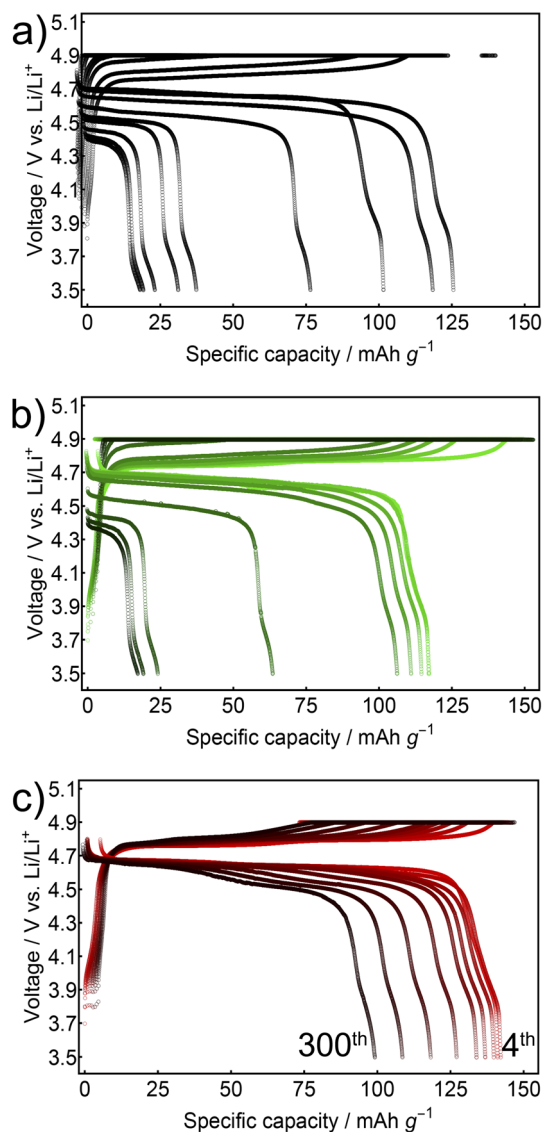 a)
5.1
4.9
4.7
4.5
4.3
4.1
3.9
3.7
3.5
Voltage / V vs. Li/Li⁺
0 25 50 75 100 125 150
Specific capacity / mAh g⁻¹
b)
5.1
4.9
4.7
4.5
4.3
4.1
3.9
3.7
3.5
Voltage / V vs. Li/Li⁺
0 25 50 75 100 125 150
Specific capacity / mAh g⁻¹
c)
5.1
4.9
4.7
4.5
4.3
4.1
3.9
3.7
3.5
Voltage / V vs. Li/Li⁺
300ᵗʰ 4ᵗʰ
0 25 50 75 100 125 150
Specific capacity / mAh g⁻¹